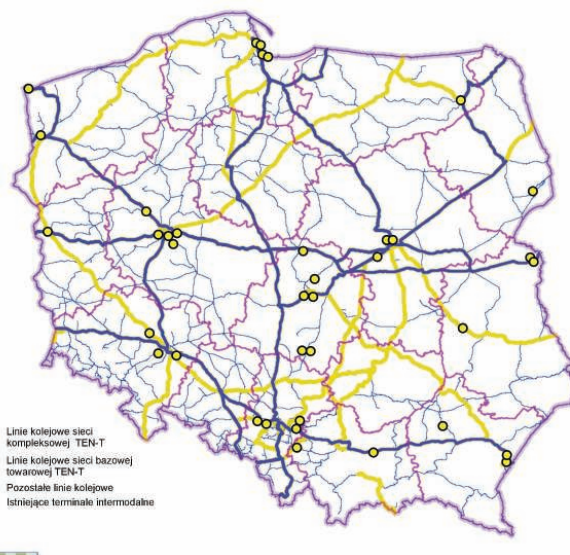 Linie kolejowe sieci
kompleksowej TEN-T
Linie kolejowe sieci bazowej
towarowej TEN-T
Pozostałe linie kolejowe
Istniejące terminale intermodalne